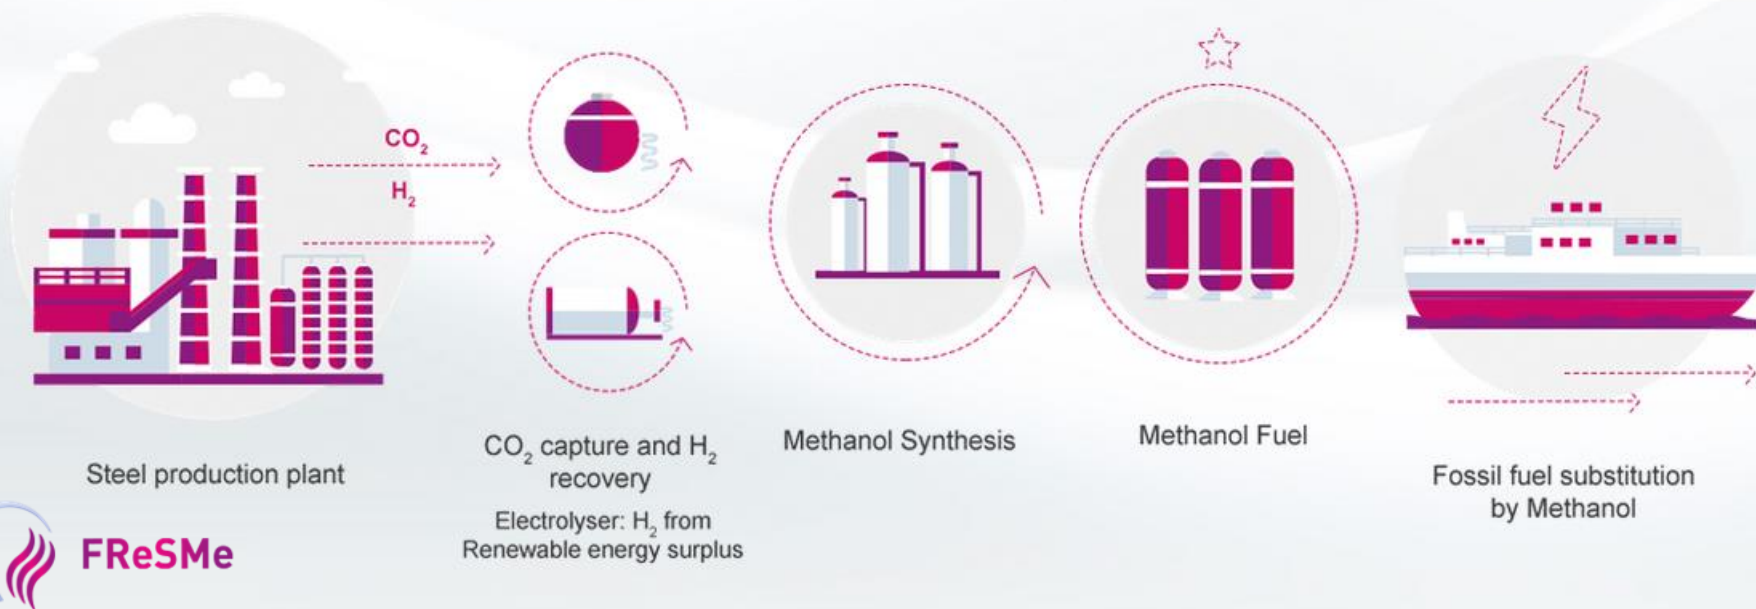 CO₂
H₂
Steel production plant
CO₂ capture and H₂
recovery
Electrolyser: H₂ from
Renewable energy surplus
Methanol Synthesis
Methanol Fuel
Fossil fuel substitution
by Methanol
FReSMe